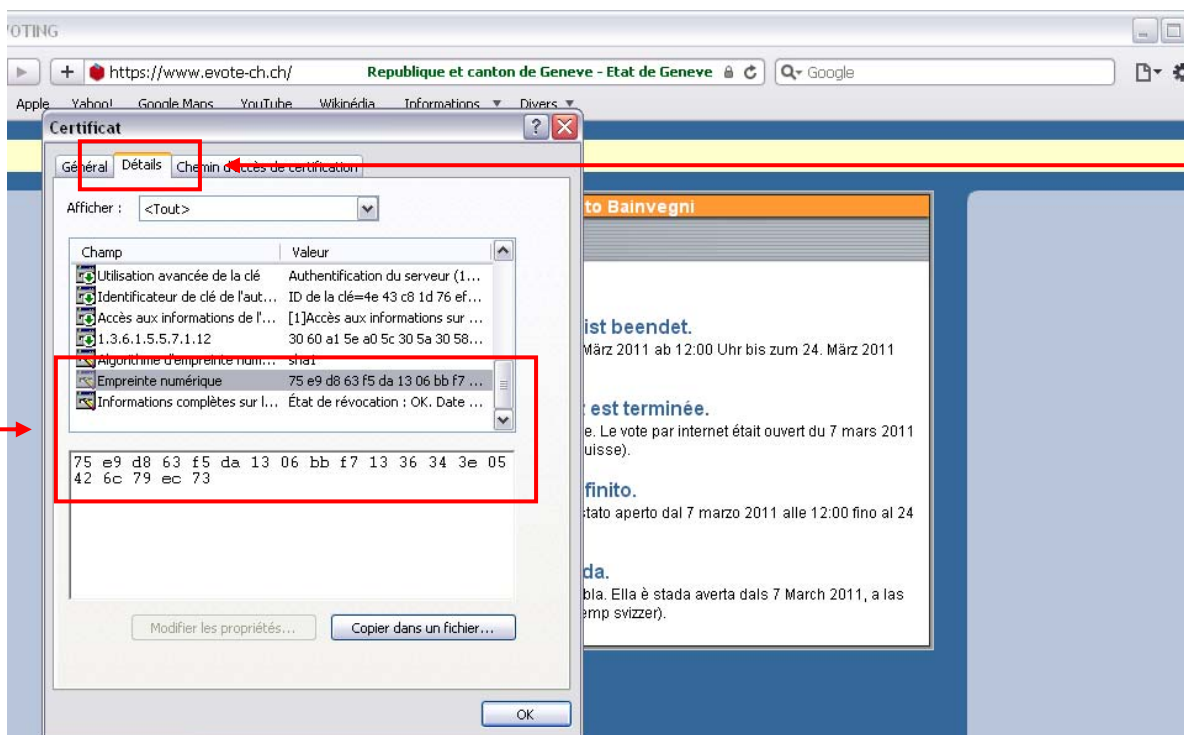 VOTING
https://www.evote-ch.ch/ Republique et canton de Geneve - Etat de Geneve Google
Apple Yahoo! Google Maps YouTube Wikipédia Informations Divers
Certificat
Général Détails Chemin d'accès de certification
Afficher : <Tout>
to Bainvegni
Champ Valeur
Utilisation avancée de la clé Authentification du serveur (1...
Identificateur de clé de l'aut... ID de la clé=4e 43 c8 1d 76 ef...
Accès aux informations de l'... [1]Accès aux informations sur ...
1.3.6.1.5.5.7.1.12 30 60 a1 5e a0 5c 30 5a 30 58...
Algorithme d'empreinte num... sha1
Empreinte numérique 75 e9 d8 63 f5 da 13 06 bb f7 ...
Informations complètes sur l... État de révocation : OK. Date ...
75 e9 d8 63 f5 da 13 06 bb f7 13 36 34 3e 05
42 6c 79 ec 73
Modifier les propriétés... Copier dans un fichier...
OK
ist beendet.
März 2011 ab 12:00 Uhr bis zum 24. März 2011
est terminée.
e. Le vote par internet était ouvert du 7 mars 2011
uisse).
finito.
stato aperto dal 7 marzo 2011 alle 12:00 fino al 24
da.
bla. Ella è stada averta dals 7 March 2011, a las
emp svizzer).